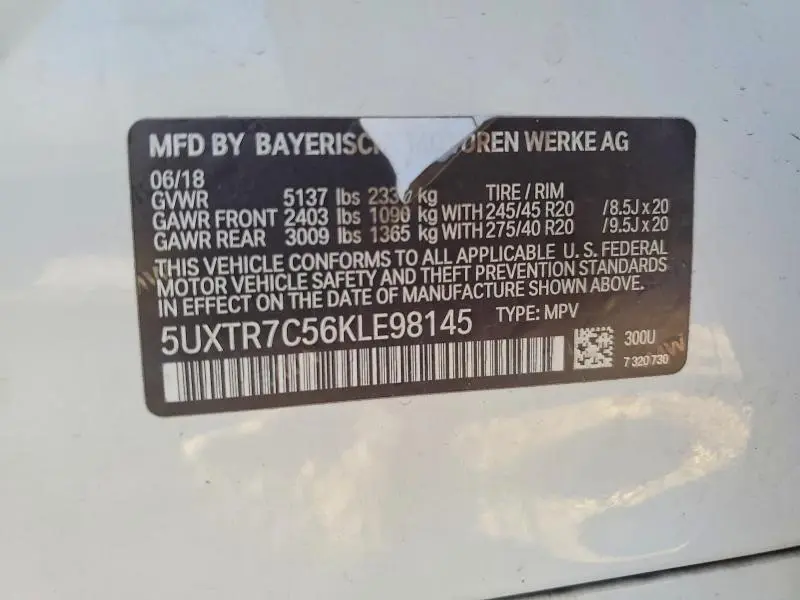 MFD BY BAYERISCHE MOTOREN WERKE AG
06/18
GVWR 5137 lbs 2330 kg TIRE / RIM
GAWR FRONT 2403 lbs 1090 kg WITH 245/45 R20 /8.5J x 20
GAWR REAR 3009 lbs 1365 kg WITH 275/40 R20 /9.5J x 20
THIS VEHICLE CONFORMS TO ALL APPLICABLE U. S. FEDERAL
MOTOR VEHICLE SAFETY AND THEFT PREVENTION STANDARDS
IN EFFECT ON THE DATE OF MANUFACTURE SHOWN ABOVE.
5UXTR7C56KLE98145 TYPE: MPV
300U
7 320 730